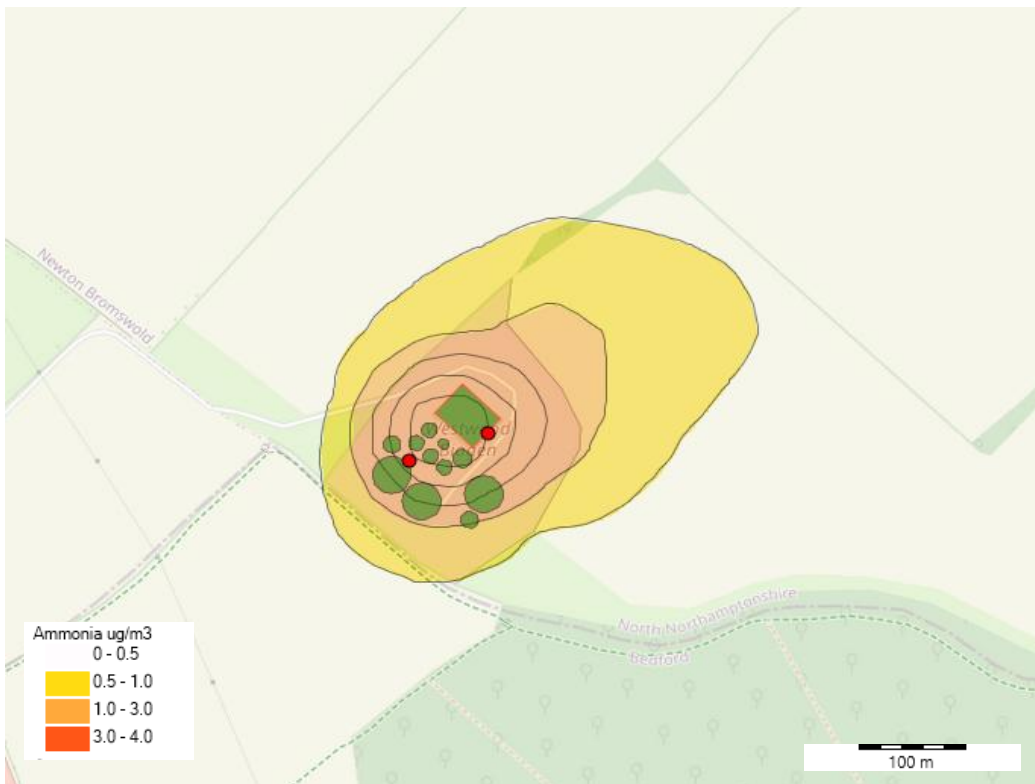 Newton Bromswold
Westwood
North Northamptonshire
Bedford
Ammonia ug/m3
0 - 0.5
0.5 - 1.0
1.0 - 3.0
3.0 - 4.0
100 m